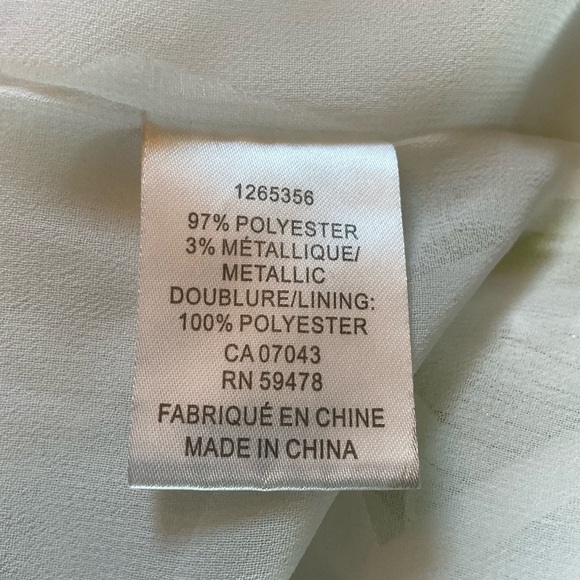 1265356
97% POLYESTER
3% MÉTALLIQUE/
METALLIC
DOUBLURE/LINING:
100% POLYESTER
CA 07043
RN 59478
FABRIQUÉ EN CHINE
MADE IN CHINA